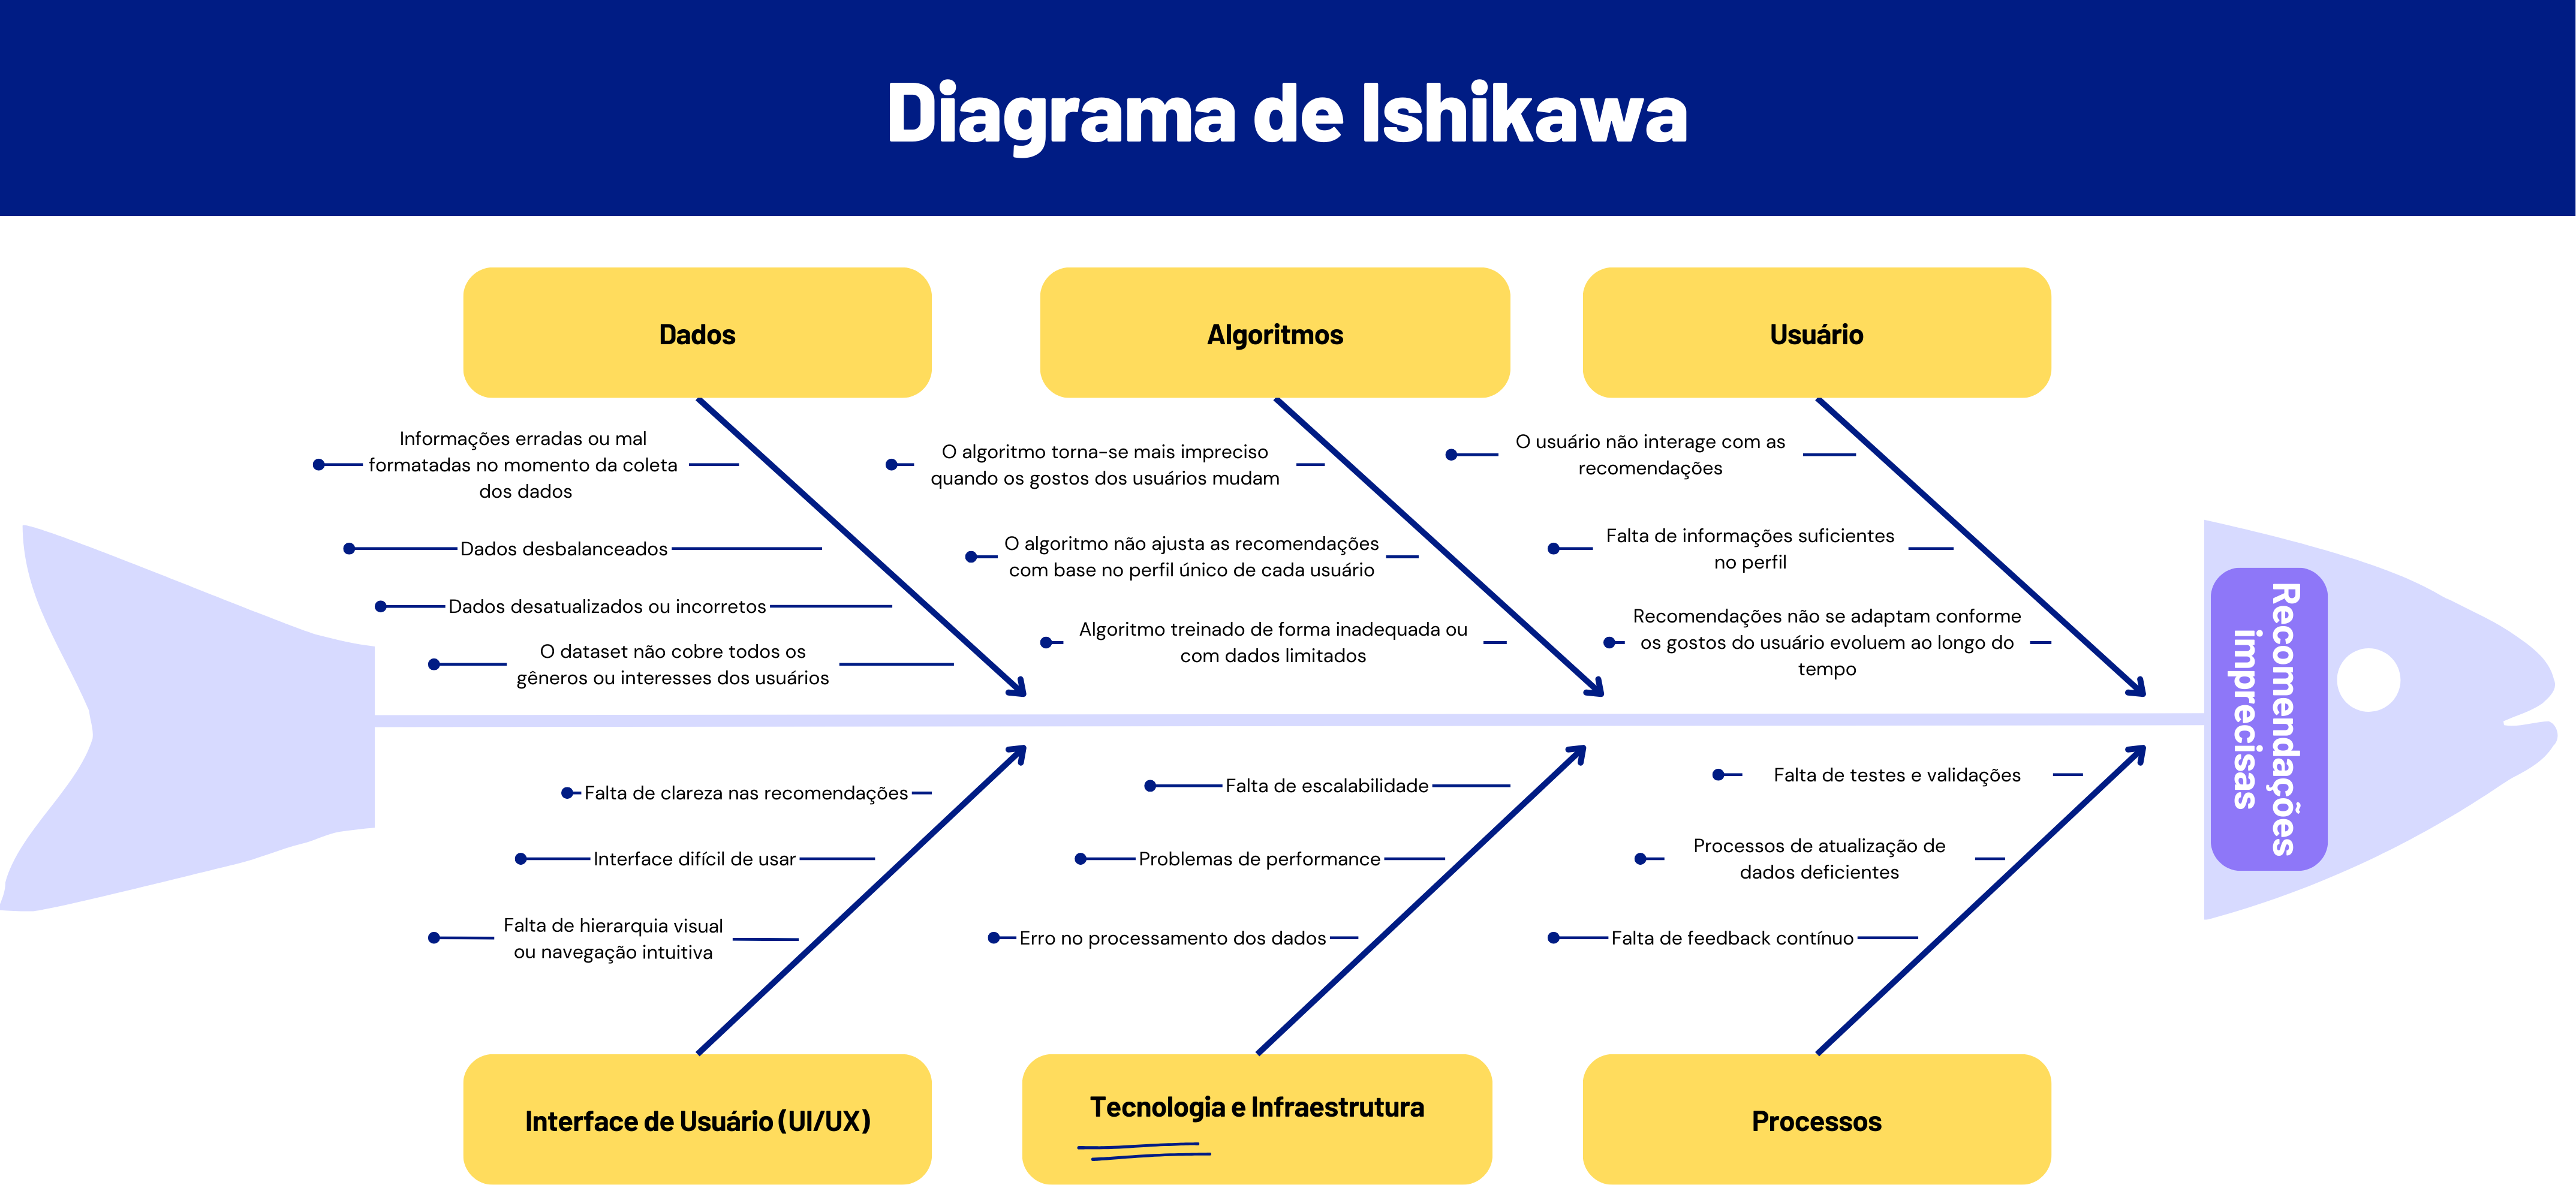 Diagrama de Ishikawa
Dados
Algoritmos
Usuário
Informações erradas ou mal
formatadas no momento da coleta
dos dados
Dados desbalanceados
Dados desatualizados ou incorretos
O dataset não cobre todos os
gêneros ou interesses dos usuários
O algoritmo torna-se mais impreciso
quando os gostos dos usuários mudam
O algoritmo não ajusta as recomendações
com base no perfil único de cada usuário
Algoritmo treinado de forma inadequada ou
com dados limitados
O usuário não interage com as
recomendações
Falta de informações suficientes
no perfil
Recomendações não se adaptam conforme
os gostos do usuário evoluem ao longo do
tempo
Recomendações
imprecisas
Falta de clareza nas recomendações
Interface difícil de usar
Falta de hierarquia visual
ou navegação intuitiva
Falta de escalabilidade
Problemas de performance
Erro no processamento dos dados
Falta de testes e validações
Processos de atualização de
dados deficientes
Falta de feedback contínuo
Interface de Usuário (UI/UX)
Tecnologia e Infraestrutura
Processos